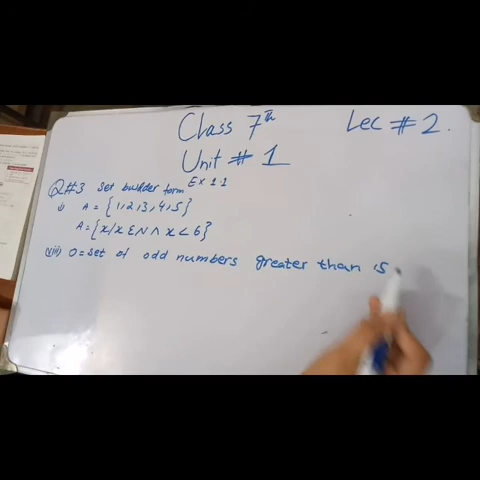 Class 7th Lec # 2.
Unit # 1
Ex 1.1
Q#3 Set builder form
i) A = {1,2,3,4,5}
A = {x/x ∈ N ∧ x < 6}
(viii) O = set of odd numbers greater than 15